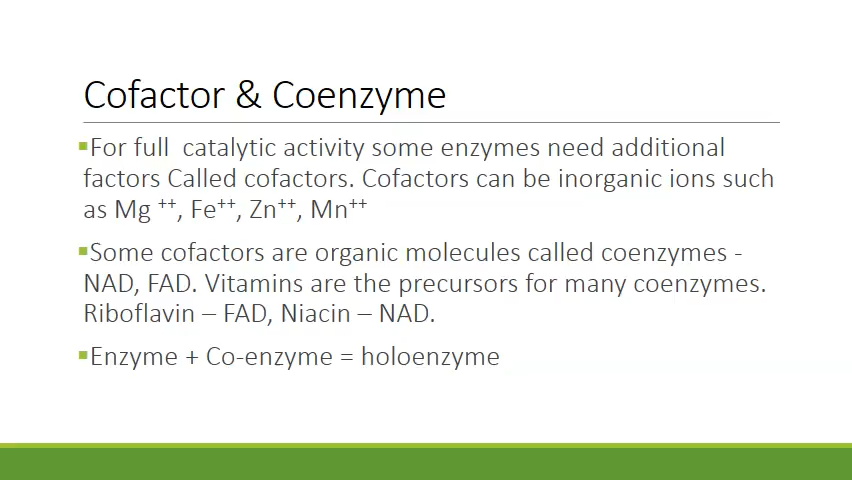 Cofactor & Coenzyme
▪For full  catalytic activity some enzymes need additional
factors Called cofactors. Cofactors can be inorganic ions such
as Mg ⁺⁺, Fe⁺⁺, Zn⁺⁺, Mn⁺⁺
▪Some cofactors are organic molecules called coenzymes -
NAD, FAD. Vitamins are the precursors for many coenzymes.
Riboflavin – FAD, Niacin – NAD.
▪Enzyme + Co-enzyme = holoenzyme